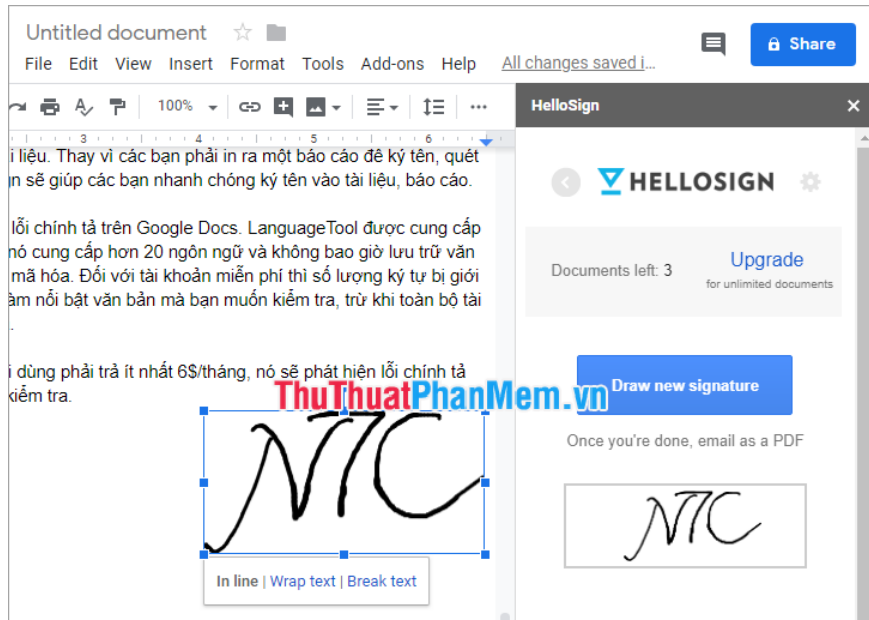 Untitled document
File Edit View Insert Format Tools Add-ons Help All changes saved i...
Share
100%
HelloSign
3 4 5 6
i liệu. Thay vì các bạn phải in ra một báo cáo để ký tên, quét
gn sẽ giúp các bạn nhanh chóng ký tên vào tài liệu, báo cáo.
lỗi chính tả trên Google Docs. LanguageTool được cung cấp
nó cung cấp hơn 20 ngôn ngữ và không bao giờ lưu trữ văn
mã hóa. Đối với tài khoản miễn phí thì số lượng ký tự bị giới
àm nổi bật văn bản mà bạn muốn kiểm tra, trừ khi toàn bộ tài
.
i dùng phải trả ít nhất 6$/tháng, nó sẽ phát hiện lỗi chính tả
kiểm tra.
NTC
In line | Wrap text | Break text
HELLOSIGN
Documents left: 3
Upgrade
for unlimited documents
Draw new signature
Once you're done, email as a PDF
NTC
ThuThuatPhanMem.vn